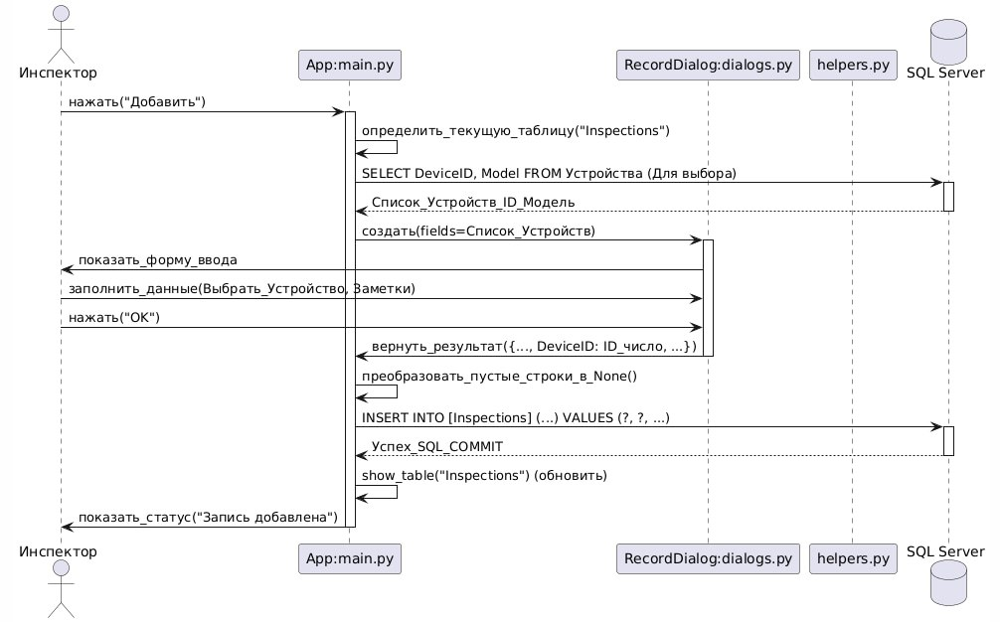 Инспектор
App:main.py
RecordDialog:dialogs.py
helpers.py
SQL Server
нажать("Добавить")
определить_текущую_таблицу("Inspections")
SELECT DeviceID, Model FROM Устройства (Для выбора)
Список_Устройств_ID_Модель
создать(fields=Список_Устройств)
показать_форму_ввода
заполнить_данные(Выбрать_Устройство, Заметки)
нажать("OK")
вернуть_результат({..., DeviceID: ID_число, ...})
преобразовать_пустые_строки_в_None()
INSERT INTO [Inspections] (...) VALUES (?, ?, ...)
Успех_SQL_COMMIT
show_table("Inspections") (обновить)
показать_статус("Запись добавлена")
Инспектор
App:main.py
RecordDialog:dialogs.py
helpers.py
SQL Server